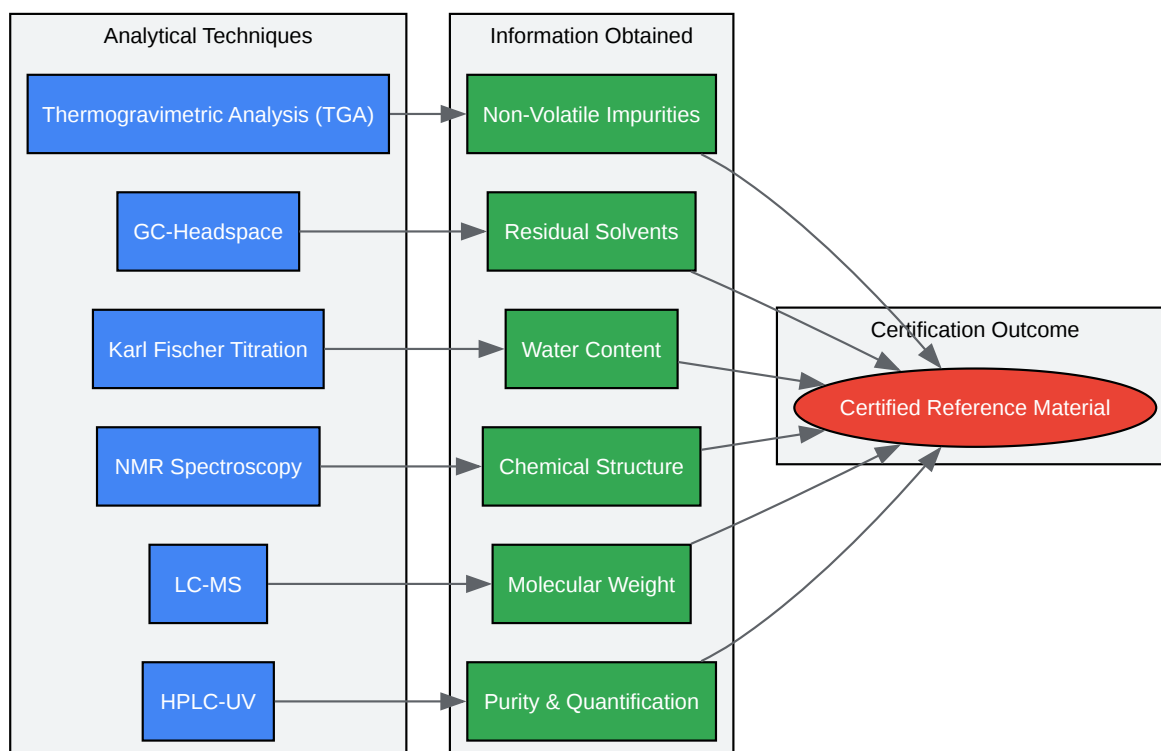 Analytical Techniques
Information Obtained
Thermogravimetric Analysis (TGA)
Non-Volatile Impurities
GC-Headspace
Residual Solvents
Certification Outcome
Karl Fischer Titration
Water Content
Certified Reference Material
NMR Spectroscopy
Chemical Structure
LC-MS
Molecular Weight
HPLC-UV
Purity & Quantification